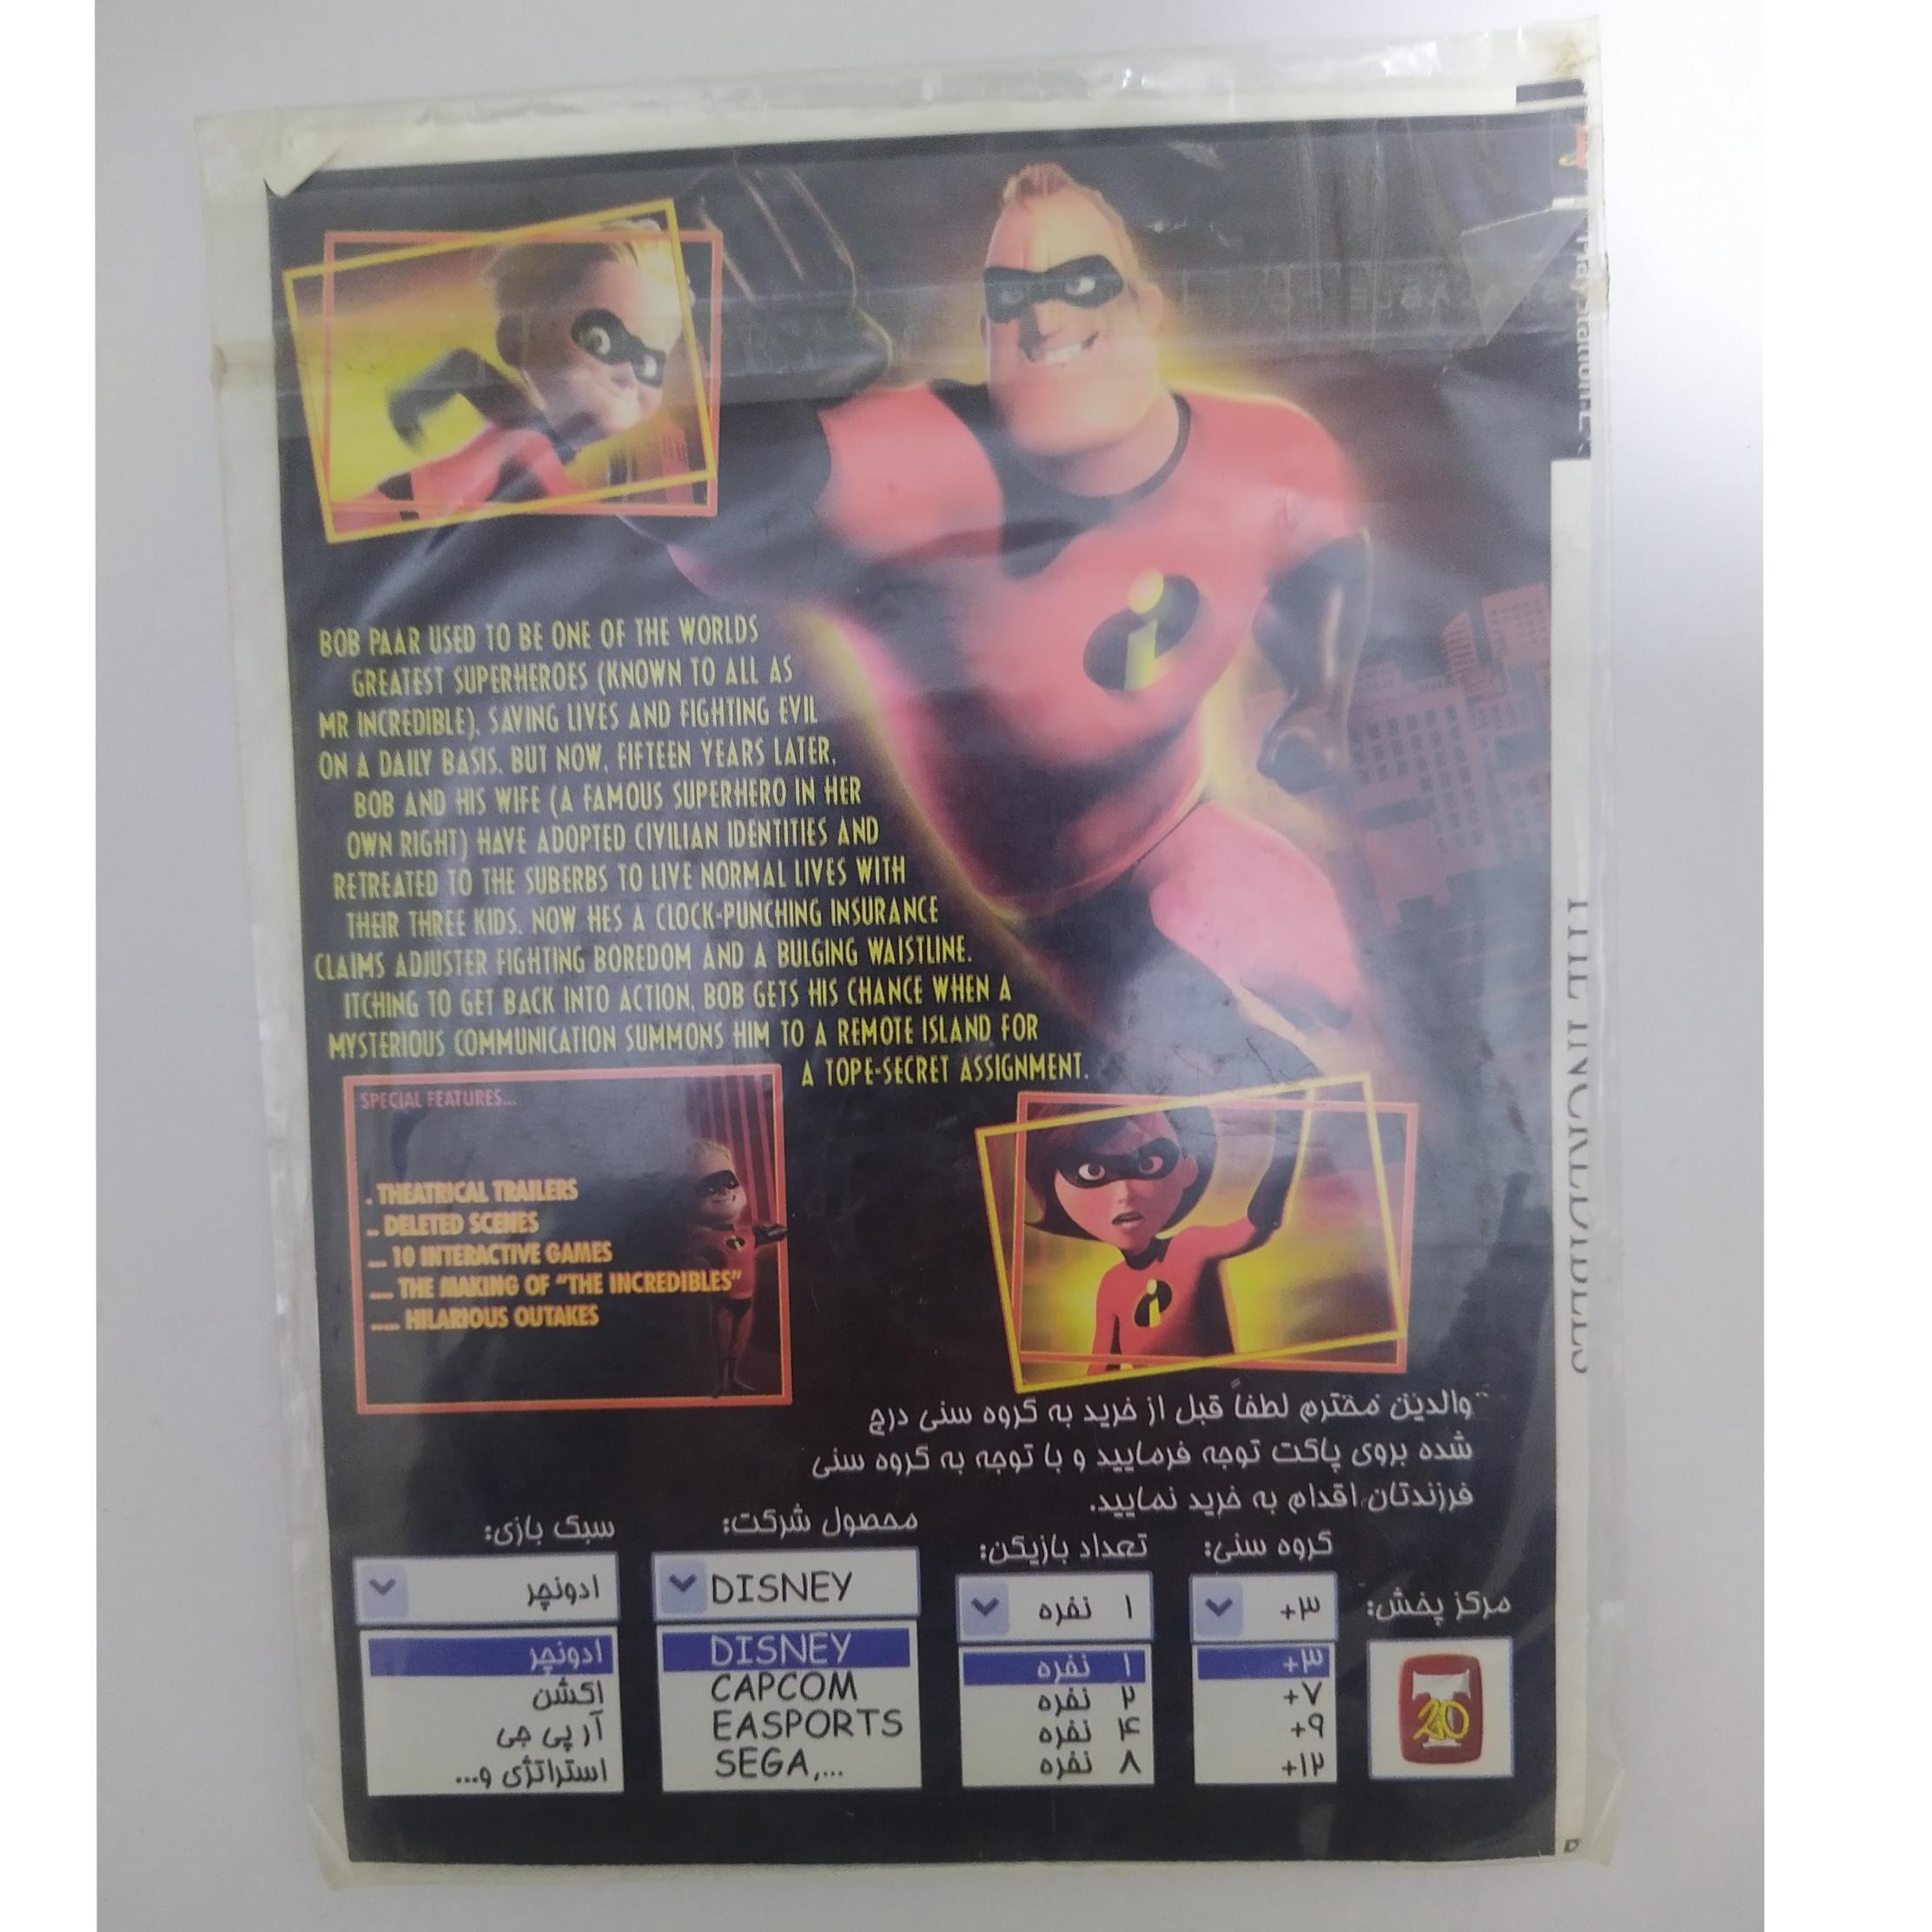 BOB PAAR USED TO BE ONE OF THE WORLDS
GREATEST SUPERHEROES (KNOWN TO ALL AS
MR INCREDIBLE), SAVING LIVES AND FIGHTING EVIL
ON A DAILY BASIS. BUT NOW, FIFTEEN YEARS LATER,
BOB AND HIS WIFE (A FAMOUS SUPERHERO IN HER
OWN RIGHT) HAVE ADOPTED CIVILIAN IDENTITIES AND
RETREATED TO THE SUBERBS TO LIVE NORMAL LIVES WITH
THEIR THREE KIDS. NOW HES A CLOCK-PUNCHING INSURANCE
CLAIMS ADJUSTER FIGHTING BOREDOM AND A BULGING WAISTLINE.
ITCHING TO GET BACK INTO ACTION, BOB GETS HIS CHANCE WHEN A
MYSTERIOUS COMMUNICATION SUMMONS HIM TO A REMOTE ISLAND FOR
A TOPE-SECRET ASSIGNMENT.
SPECIAL FEATURES...
. THEATRICAL TRAILERS
.. DELETED SCENES
... 10 INTERACTIVE GAMES
.... THE MAKING OF "THE INCREDIBLES"
..... HILARIOUS OUTAKES
والدین محترم لطفاً قبل از خرید به گروه سنی درج
شده بروی پاکت توجه فرمایید و با توجه به گروه سنی
فرزندتان اقدام به خرید نمایید.
مرکز پخش:
20
گروه سنی:
+۳
+۳
+۷
+۹
+۱۲
تعداد بازیکن:
۱ نفره
۱ نفره
۲ نفره
۴ نفره
۸ نفره
محصول شرکت:
DISNEY
DISNEY
CAPCOM
EASPORTS
SEGA,...
سبک بازی:
ادونچر
ادونچر
اکشن
آر پی جی
استراتژی و...
PlayStation.2
THE INCREDIBLES